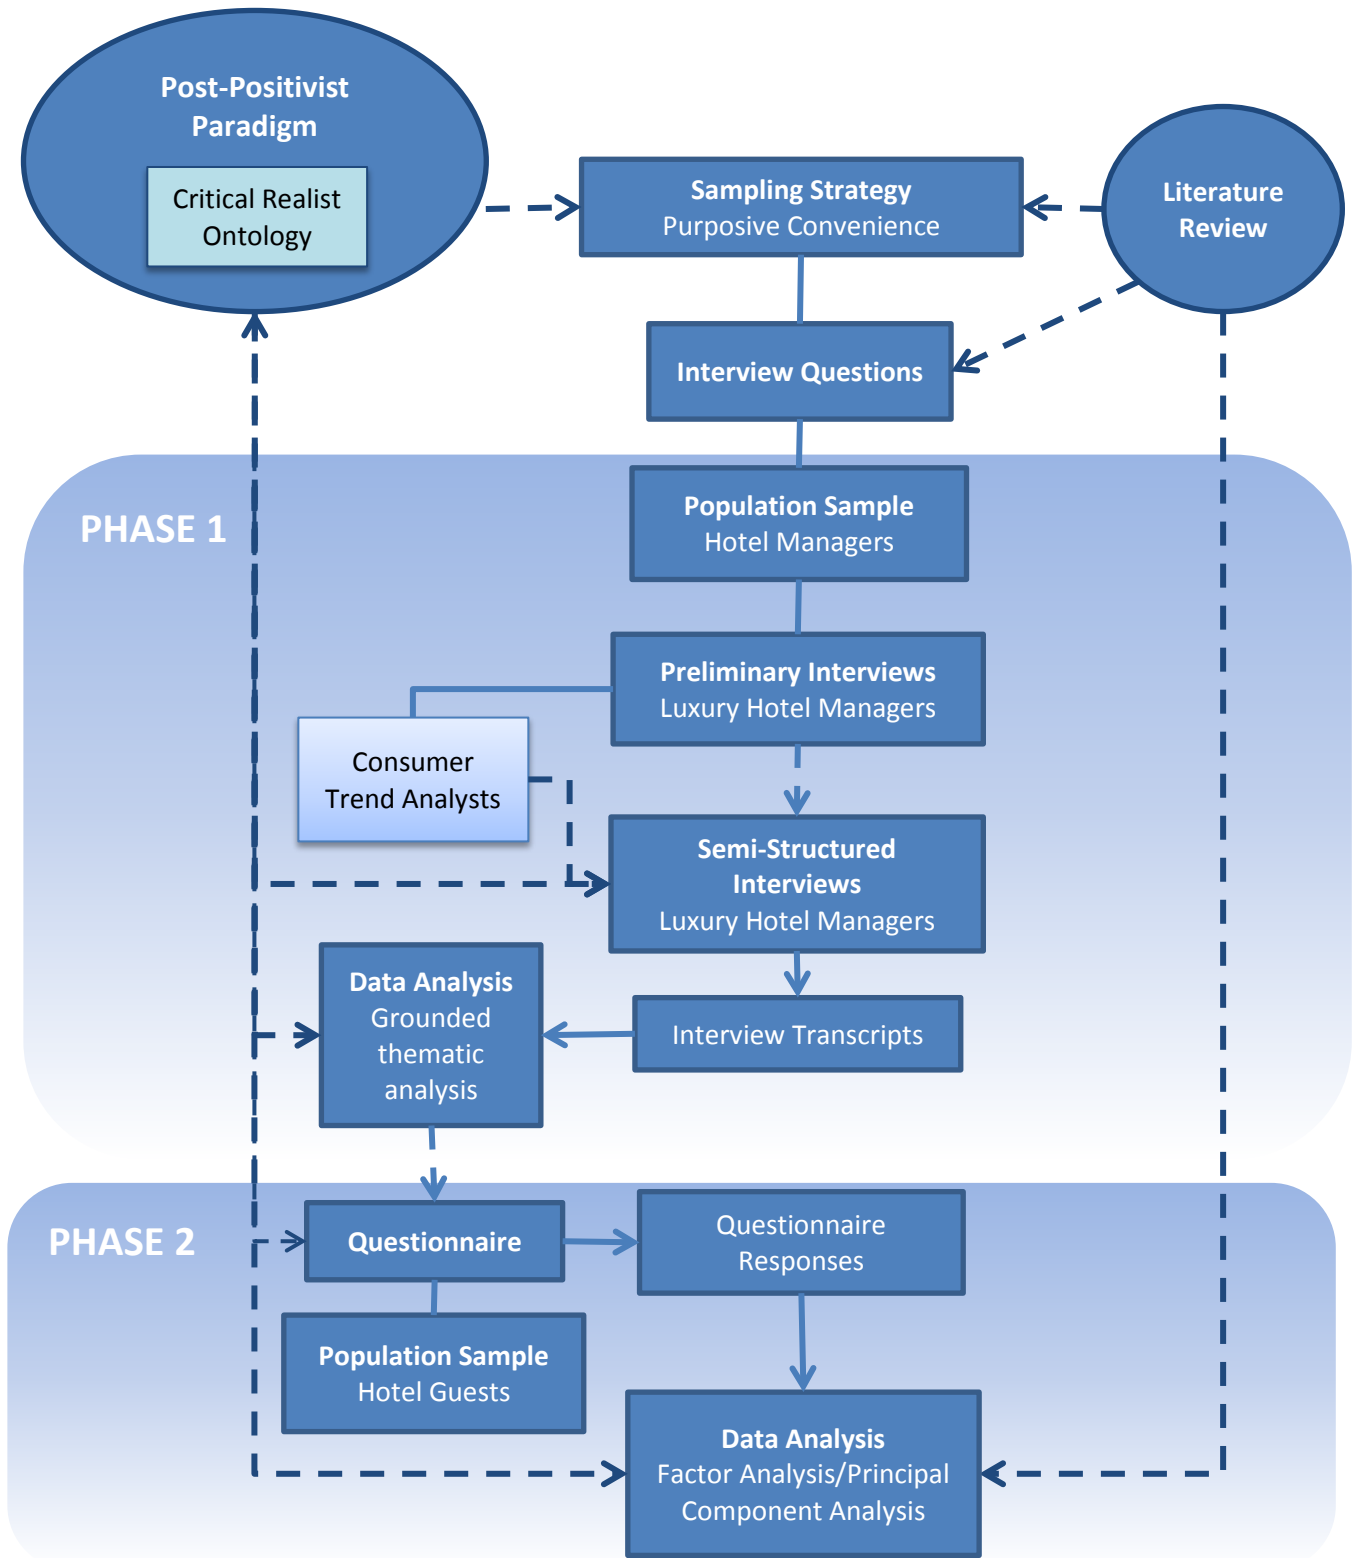 Post-Positivist
Paradigm
Critical Realist
Ontology
Sampling Strategy
Purposive Convenience
Literature
Review
Interview Questions
PHASE 1
Population Sample
Hotel Managers
Preliminary Interviews
Luxury Hotel Managers
Consumer
Trend Analysts
Semi-Structured
Interviews
Luxury Hotel Managers
Data Analysis
Grounded
thematic
analysis
Interview Transcripts
PHASE 2
Questionnaire
Questionnaire
Responses
Population Sample
Hotel Guests
Data Analysis
Factor Analysis/Principal
Component Analysis